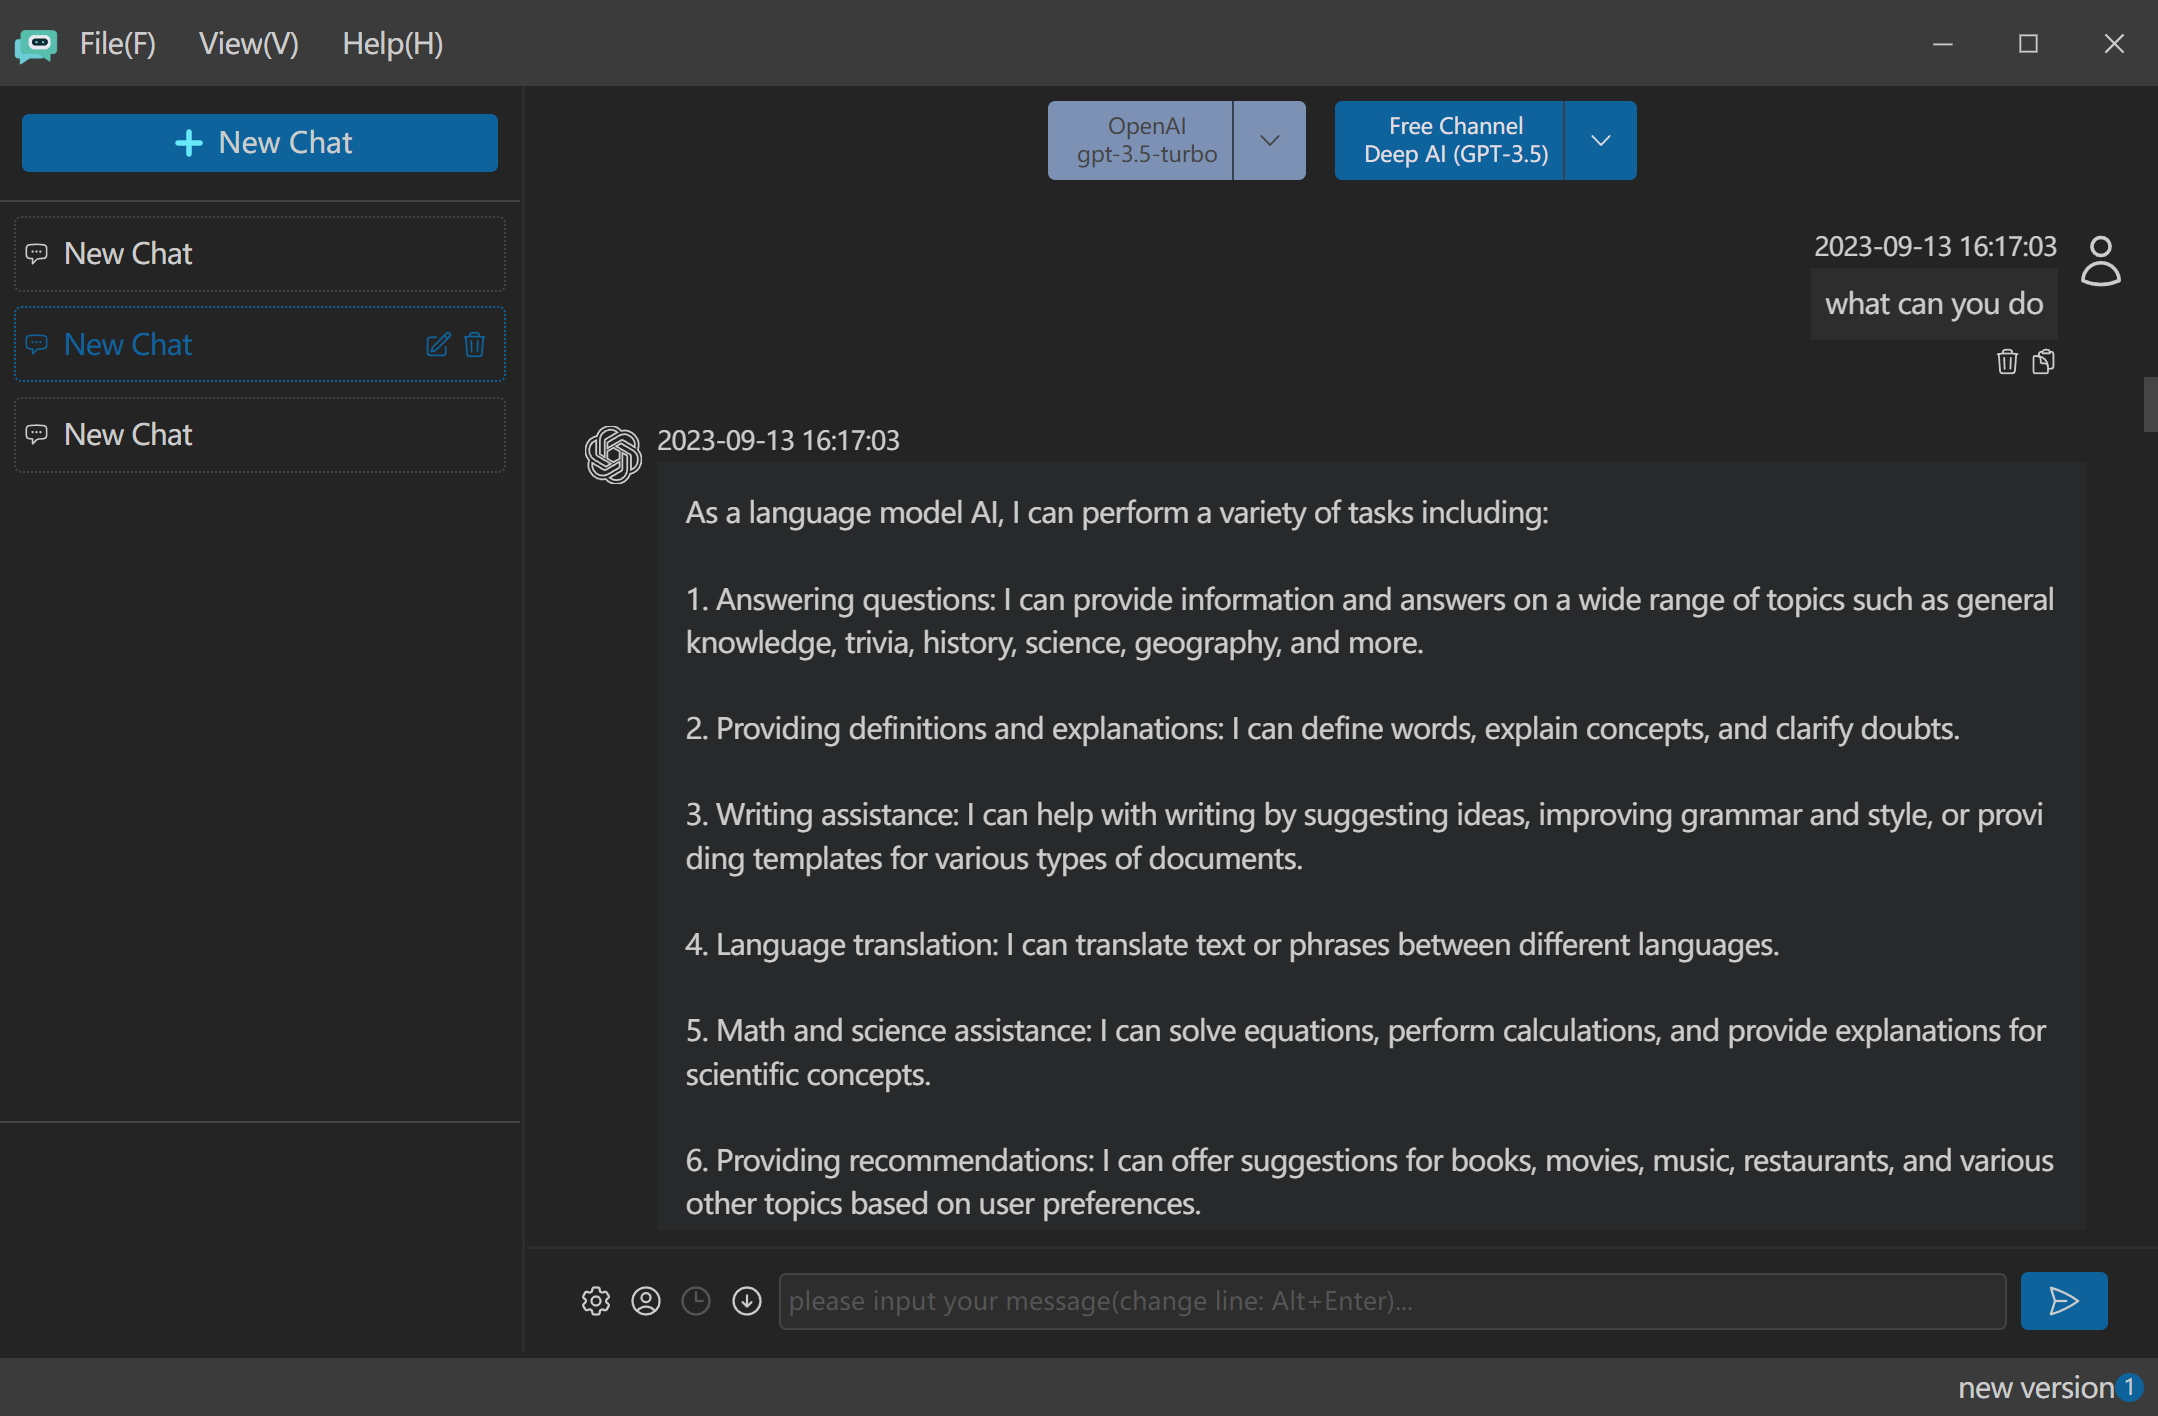 File(F) View(V) Help(H)
New Chat
New Chat
New Chat
New Chat
OpenAI
gpt-3.5-turbo
Free Channel
Deep AI (GPT-3.5)
2023-09-13 16:17:03
what can you do
2023-09-13 16:17:03
As a language model AI, I can perform a variety of tasks including:
1. Answering questions: I can provide information and answers on a wide range of topics such as general
knowledge, trivia, history, science, geography, and more.
2. Providing definitions and explanations: I can define words, explain concepts, and clarify doubts.
3. Writing assistance: I can help with writing by suggesting ideas, improving grammar and style, or provi
ding templates for various types of documents.
4. Language translation: I can translate text or phrases between different languages.
5. Math and science assistance: I can solve equations, perform calculations, and provide explanations for
scientific concepts.
6. Providing recommendations: I can offer suggestions for books, movies, music, restaurants, and various
other topics based on user preferences.
please input your message(change line: Alt+Enter)...
new version 1